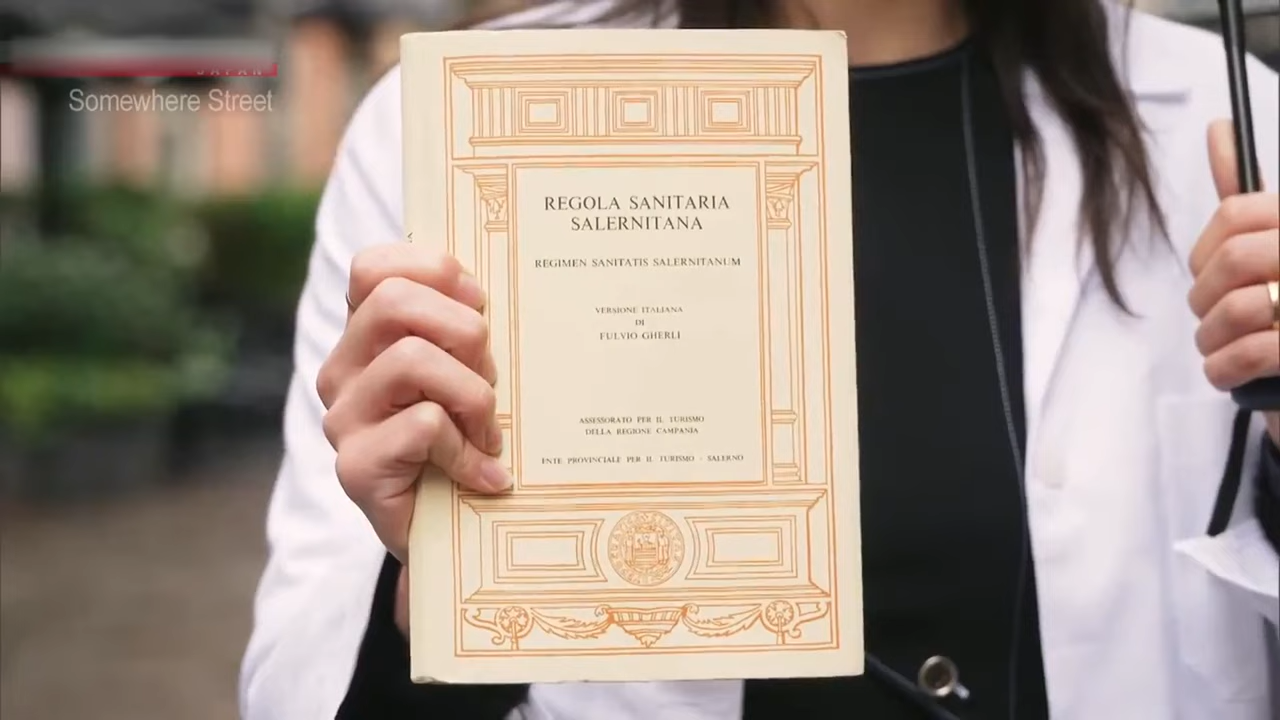 JAPAN
Somewhere Street
REGOLA SANITARIA
SALERNITANA
REGIMEN SANITATIS SALERNITANUM
VERSIONE ITALIANA
DI
FULVIO GHERLI
ASSESSORATO PER IL TURISMO
DELLA REGIONE CAMPANIA
ENTE PROVINCIALE PER IL TURISMO - SALERNO